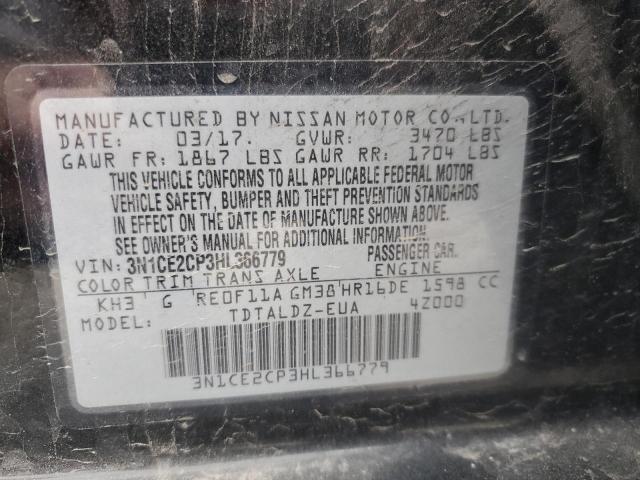 MANUFACTURED BY NISSAN MOTOR CO., LTD.
DATE: 03/17. GVWR: 3470 LBS
GAWR FR: 1867 LBS GAWR RR: 1704 LBS
THIS VEHICLE CONFORMS TO ALL APPLICABLE FEDERAL MOTOR
VEHICLE SAFETY, BUMPER AND THEFT PREVENTION STANDARDS
IN EFFECT ON THE DATE OF MANUFACTURE SHOWN ABOVE.
SEE OWNER'S MANUAL FOR ADDITIONAL INFORMATION.
VIN: 3N1CE2CP3HL366779 PASSENGER CAR.
COLOR TRIM TRANS AXLE ENGINE
KH3 G RE0F11A GM38 HR16DE 1598 CC
MODEL: TDTALDZ-EUA 4Z000
3N1CE2CP3HL366779